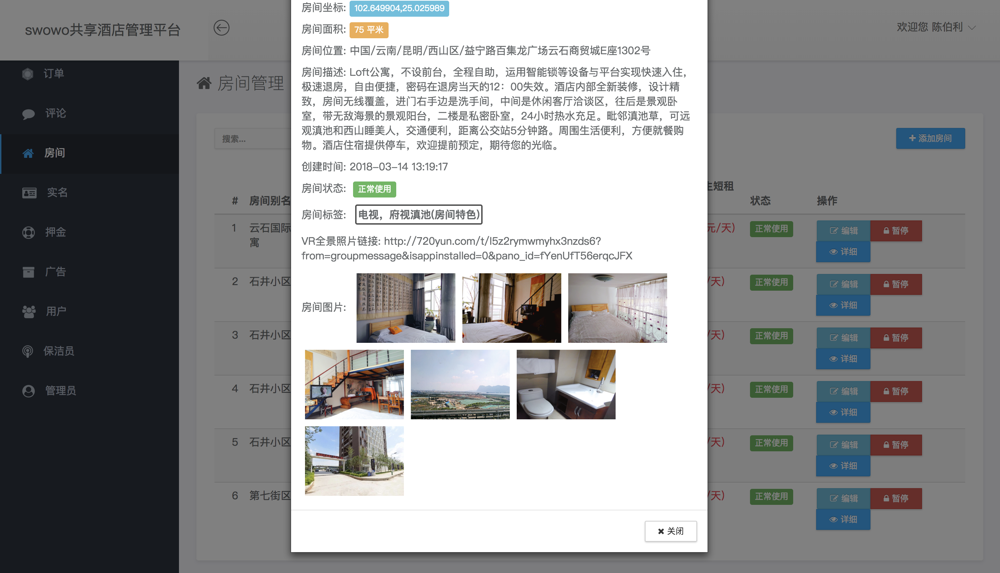 swowo共享酒店管理平台
欢迎您 陈伯利
订单
评论
房间
实名
押金
广告
用户
保洁员
管理员
房间管理
搜索...
添加房间
# 房间别名
生短租
状态 操作
1 云石国际
寓
元/天)
正常使用
编辑 暂停
详细
2 石井小区
/天)
正常使用
编辑 暂停
详细
3 石井小区
/天)
正常使用
编辑 暂停
详细
4 石井小区
/天)
正常使用
编辑 暂停
详细
5 石井小区
/天)
正常使用
编辑 暂停
详细
6 第七街区
/天)
正常使用
编辑 暂停
详细
房间坐标: 102.649904,25.025989
房间面积: 75 平米
房间位置: 中国/云南/昆明/西山区/益宁路百集龙广场云石商贸城E座1302号
房间描述: Loft公寓，不设前台，全程自助，运用智能锁等设备与平台实现快速入住，
极速退房，自由便捷，密码在退房当天的12：00失效。酒店内部全新装修，设计精
致，房间无线覆盖，进门右手边是洗手间，中间是休闲客厅洽谈区，往后是景观卧
室，带无敌海景的景观阳台，二楼是私密卧室，24小时热水充足。毗邻滇池草，可远
观滇池和西山睡美人，交通便利，距离公交站5分钟路。周围生活便利，方便就餐购
物。酒店住宿提供停车，欢迎提前预定，期待您的光临。
创建时间: 2018-03-14 13:19:17
房间状态: 正常使用
房间标签: 电视，府视滇池(房间特色)
VR全景照片链接: http://720yun.com/t/l5z2rymwmyhx3nzds6?
from=groupmessage&isappinstalled=0&pano_id=fYenUfT56erqcJFX
房间图片:
关闭